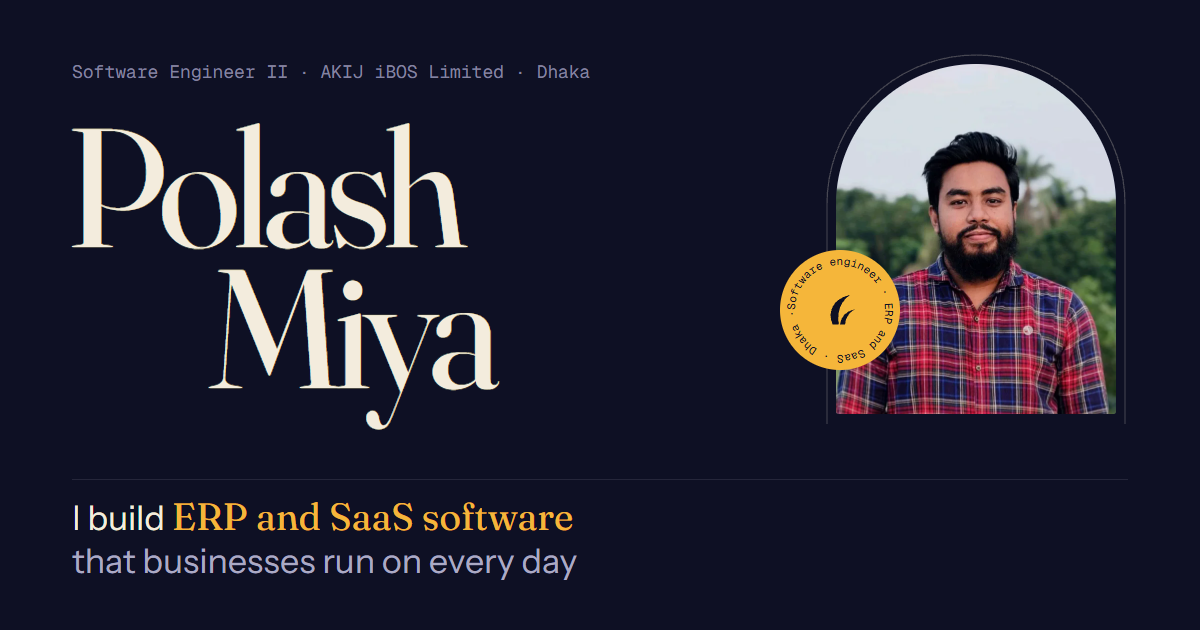 Software Engineer II · AKIJ iBOS Limited · Dhaka
Polash
Miya
Software engineer · ERP and SaaS · Dhaka ·
I build ERP and SaaS software
that businesses run on every day